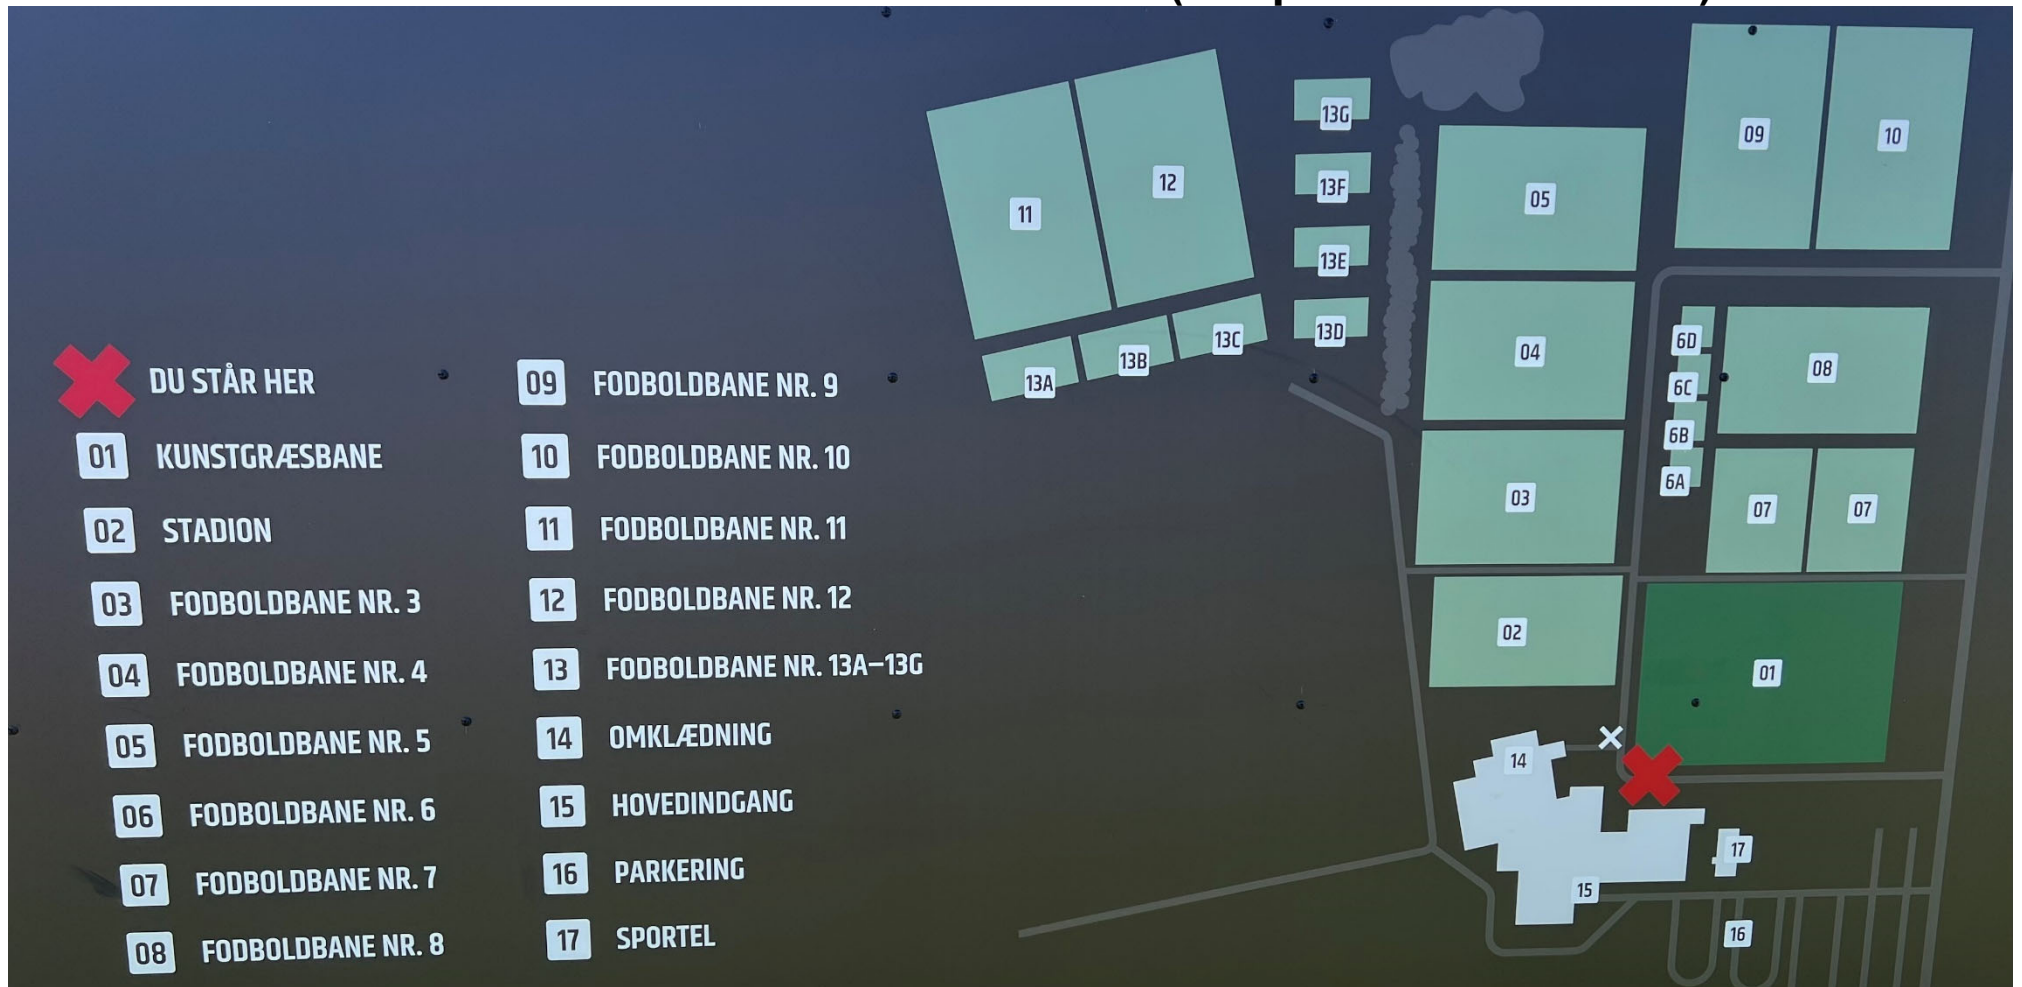 DU STÅR HER
01 KUNSTGRÆSBANE
02 STADION
03 FODBOLDBANE NR. 3
04 FODBOLDBANE NR. 4
05 FODBOLDBANE NR. 5
06 FODBOLDBANE NR. 6
07 FODBOLDBANE NR. 7
08 FODBOLDBANE NR. 8
09 FODBOLDBANE NR. 9
10 FODBOLDBANE NR. 10
11 FODBOLDBANE NR. 11
12 FODBOLDBANE NR. 12
13 FODBOLDBANE NR. 13A–13G
14 OMKLÆDNING
15 HOVEDINDGANG
16 PARKERING
17 SPORTEL
11
12
13A
13B
13C
13G
13F
13E
13D
05
04
03
02
09
10
6D
6C
6B
6A
08
07
07
01
14
17
15
16